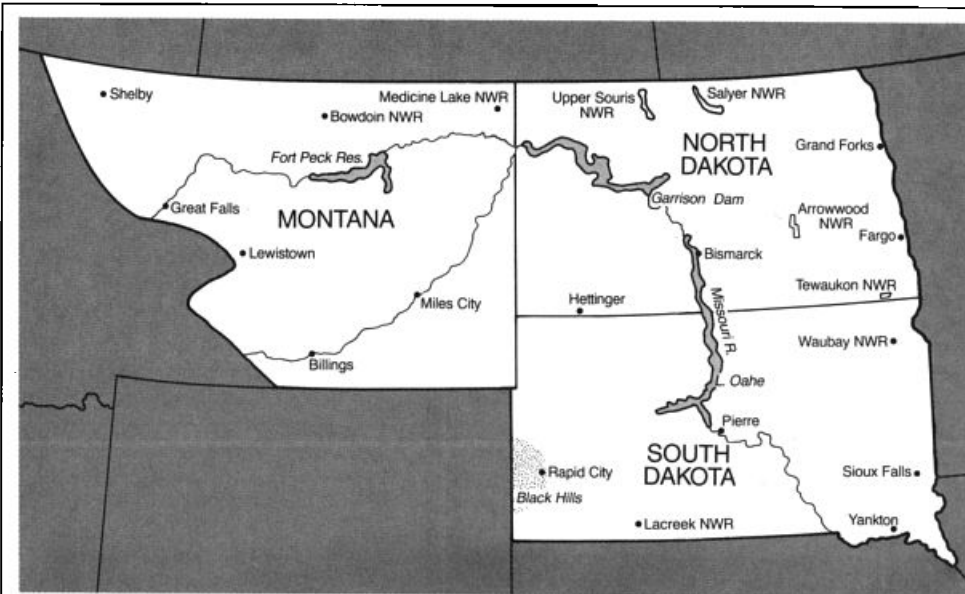 Shelby
Medicine Lake NWR
Bowdoin NWR
Upper Souris
NWR
Salyer NWR
NORTH
DAKOTA
Grand Forks
Fort Peck Res.
Garrison Dam
Great Falls
MONTANA
Arrowwood
NWR
Fargo
Lewistown
Bismarck
Miles City
Hettinger
Missouri R.
Tewaukon NWR
Billings
Waubay NWR
L. Oahe
Pierre
SOUTH
DAKOTA
Rapid City
Black Hills
Sioux Falls
Lacreek NWR
Yankton